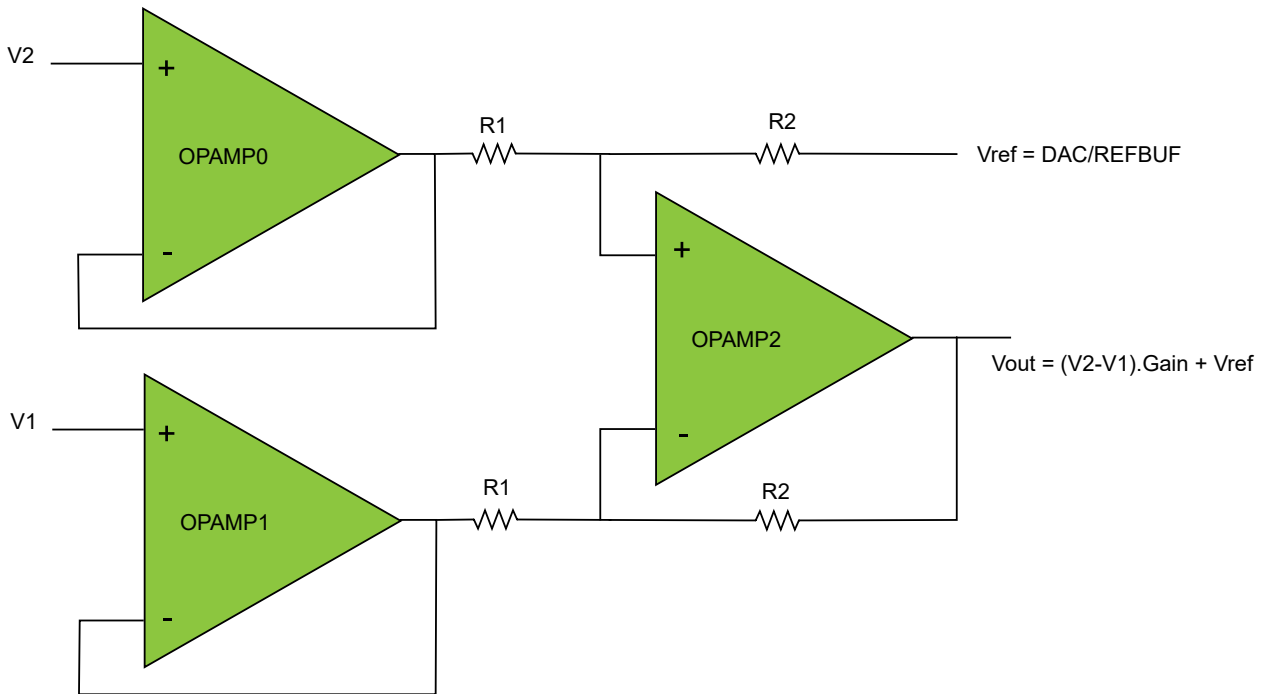 V2
+
OPAMP0
-
R1
R2
Vref = DAC/REFBUF
+
OPAMP2
-
Vout = (V2-V1).Gain + Vref
V1
+
OPAMP1
-
R1
R2